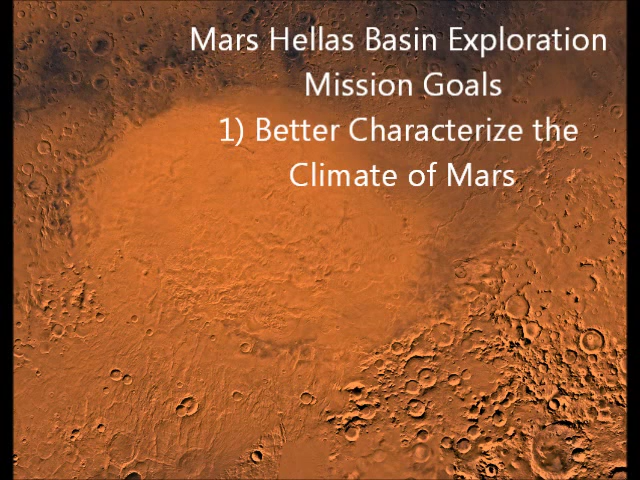 Mars Hellas Basin Exploration
Mission Goals
1) Better Characterize the
Climate of Mars